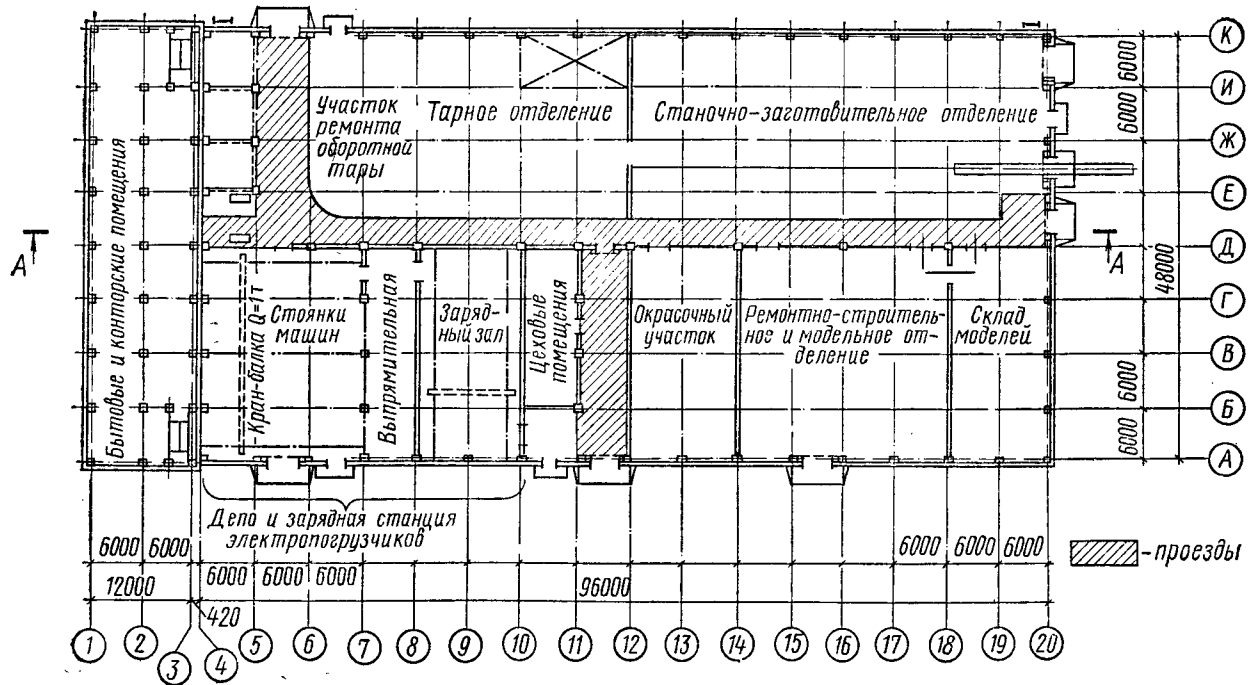 К
И
Ж
Е
Д
Г
В
Б
А
6000
6000
48000
6000
6000
Участок
ремонта
оборотной
тары
Тарное отделение
Станочно-заготовительное отделение
Бытовые и конторские помещения
А
А
Кран-балка Q=1т
Стоянки
машин
Выпрямительная
Заряд-
ный зал
Цеховые
помещения
Окрасочный
участок
Ремонтно-строитель-
ное и модельное от-
деление
Склад
моделей
Депо и зарядная станция
электропогрузчиков
6000 6000
6000 6000 6000
6000 6000 6000
12000
420
96000
-проезды
1 2 3 4 5 6 7 8 9 10 11 12 13 14 15 16 17 18 19 20